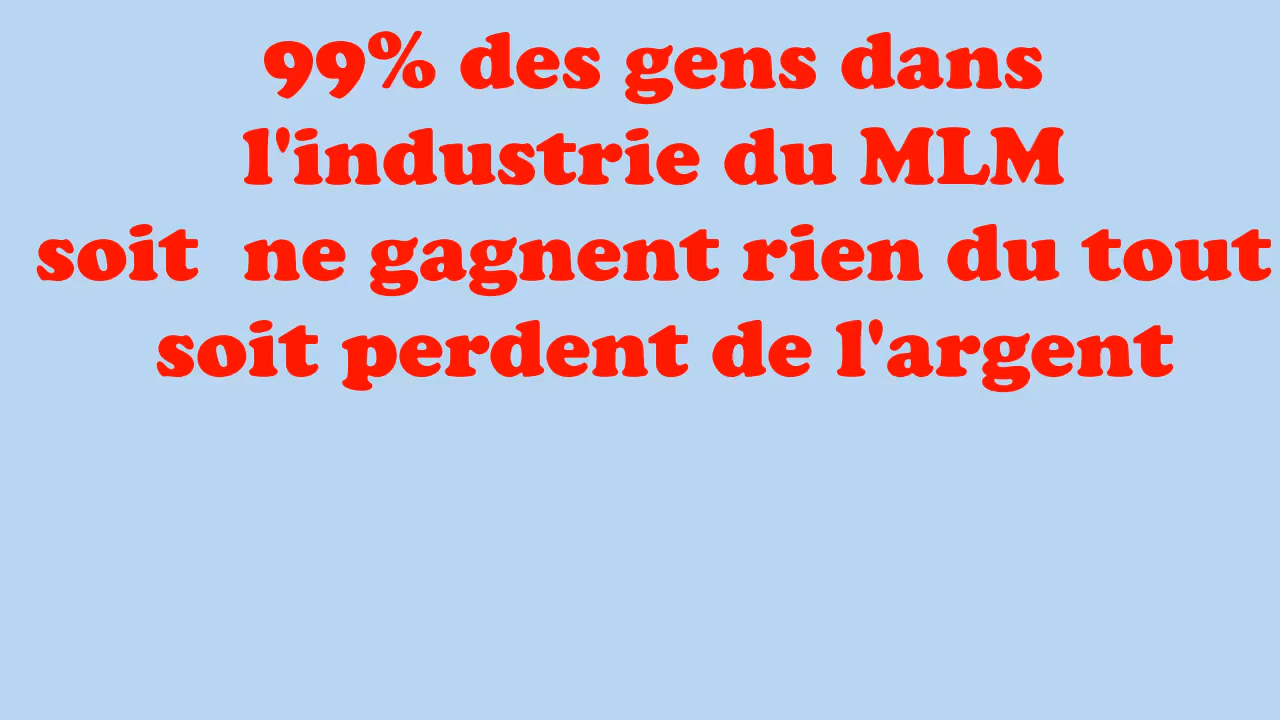 99% des gens dans
l'industrie du MLM
soit ne gagnent rien du tout
soit perdent de l'argent